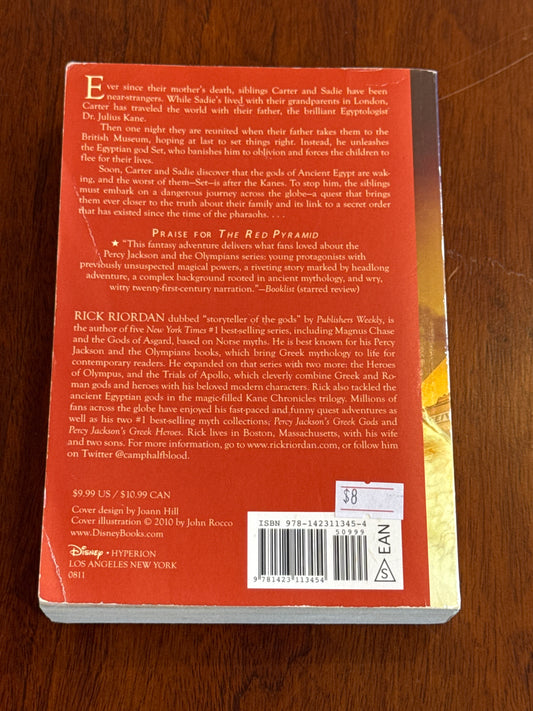 Ever since their mother's death, siblings Carter and Sadie have been
near-strangers. While Sadie's lived with their grandparents in London,
Carter has traveled the world with their father, the brilliant Egyptologist
Dr. Julius Kane.
Then one night they are reunited when their father takes them to the
British Museum, hoping at last to set things right. Instead, he unleashes
the Egyptian god Set, who banishes him to oblivion and forces the children to
flee for their lives.
Soon, Carter and Sadie discover that the gods of Ancient Egypt are wak-
ing, and the worst of them—Set—is after the Kanes. To stop him, the siblings
must embark on a dangerous journey across the globe—a quest that brings
them ever closer to the truth about their family and its link to a secret order
that has existed since the time of the pharaohs. . . .
PRAISE FOR THE RED PYRAMID
★ "This fantasy adventure delivers what fans loved about the
Percy Jackson and the Olympians series: young protagonists with
previously unsuspected magical powers, a riveting story marked by headlong
adventure, a complex background rooted in ancient mythology, and wry,
witty twenty-first-century narration."—Booklist (starred review)
RICK RIORDAN dubbed "storyteller of the gods" by Publishers Weekly, is
the author of five New York Times #1 best-selling series, including Magnus Chase
and the Gods of Asgard, based on Norse myths. He is best known for his Percy
Jackson and the Olympians books, which bring Greek mythology to life for
contemporary readers. He expanded on that series with two more: the Heroes
of Olympus, and the Trials of Apollo, which cleverly combine Greek and Ro-
man gods and heroes with his beloved modern characters. Rick also tackled the
ancient Egyptian gods in the magic-filled Kane Chronicles trilogy. Millions of
fans across the globe have enjoyed his fast-paced and funny quest adventures as
well as his two #1 best-selling myth collections; Percy Jackson's Greek Gods and
Percy Jackson's Greek Heroes. Rick lives in Boston, Massachusetts, with his wife
and two sons. For more information, go to www.rickriordan.com, or follow him
on Twitter @camphalfblood.
$9.99 US / $10.99 CAN
Cover design by Joann Hill
Cover illustration © 2010 by John Rocco
www.DisneyBooks.com
Disney • HYPERION
LOS ANGELES NEW YORK
0811
$8
ISBN 978-142311345-4
50999
9 781423 113454
EAN
S